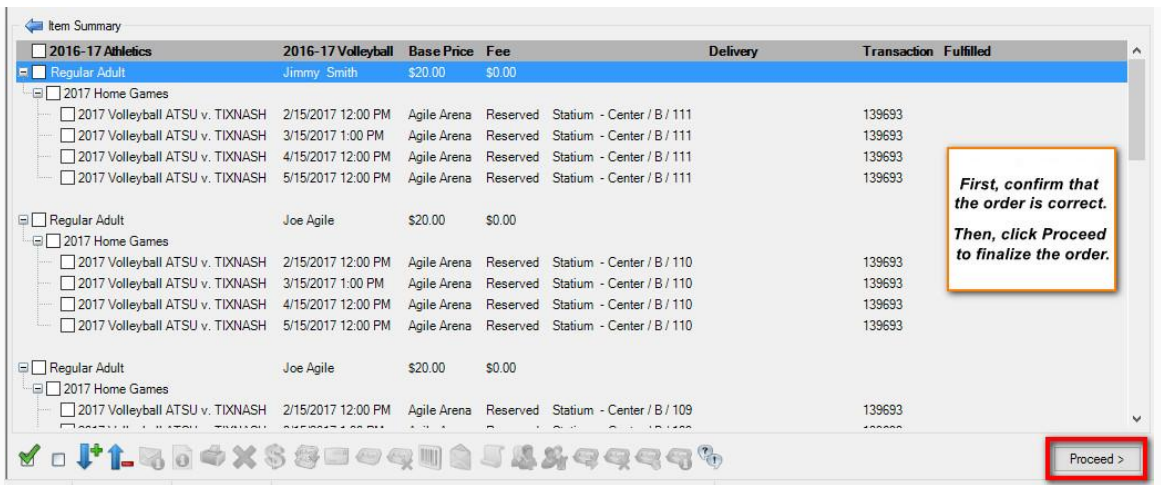 Item Summary
2016-17 Athletics 2016-17 Volleyball Base Price Fee Delivery Transaction Fulfilled
Regular Adult Jimmy Smith $20.00 $0.00
2017 Home Games
2017 Volleyball ATSU v. TIXNASH 2/15/2017 12:00 PM Agile Arena Reserved Statium - Center / B / 111 139693
2017 Volleyball ATSU v. TIXNASH 3/15/2017 1:00 PM Agile Arena Reserved Statium - Center / B / 111 139693
2017 Volleyball ATSU v. TIXNASH 4/15/2017 12:00 PM Agile Arena Reserved Statium - Center / B / 111 139693
2017 Volleyball ATSU v. TIXNASH 5/15/2017 12:00 PM Agile Arena Reserved Statium - Center / B / 111 139693
First, confirm that
the order is correct.
Then, click Proceed
to finalize the order.
Regular Adult Joe Agile $20.00 $0.00
2017 Home Games
2017 Volleyball ATSU v. TIXNASH 2/15/2017 12:00 PM Agile Arena Reserved Statium - Center / B / 110 139693
2017 Volleyball ATSU v. TIXNASH 3/15/2017 1:00 PM Agile Arena Reserved Statium - Center / B / 110 139693
2017 Volleyball ATSU v. TIXNASH 4/15/2017 12:00 PM Agile Arena Reserved Statium - Center / B / 110 139693
2017 Volleyball ATSU v. TIXNASH 5/15/2017 12:00 PM Agile Arena Reserved Statium - Center / B / 110 139693
Regular Adult Joe Agile $20.00 $0.00
2017 Home Games
2017 Volleyball ATSU v. TIXNASH 2/15/2017 12:00 PM Agile Arena Reserved Statium - Center / B / 109 139693
Proceed >